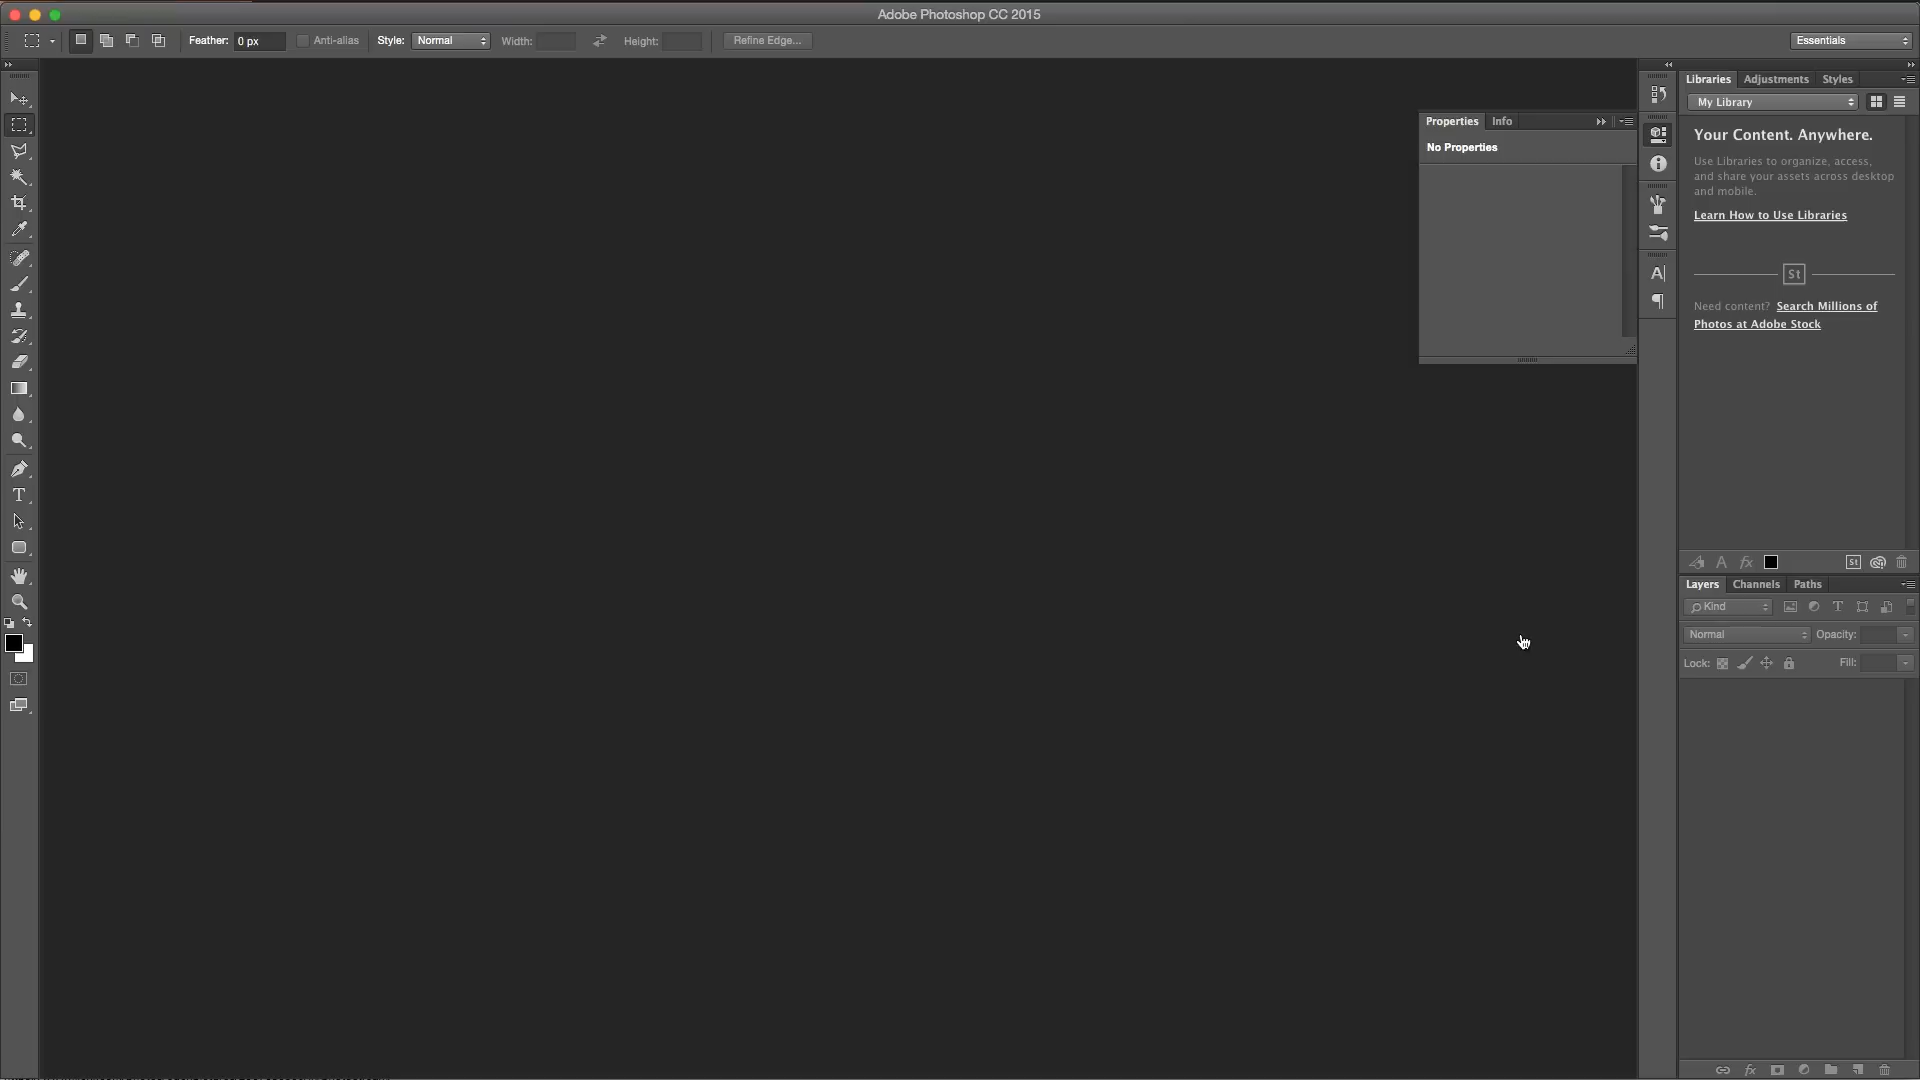 Adobe Photoshop CC 2015
Feather: 0 px Anti-alias Style: Normal Width: Height: Refine Edge... Essentials
Libraries Adjustments Styles
My Library
Properties Info
No Properties
Your Content. Anywhere.
Use Libraries to organize, access,
and share your assets across desktop
and mobile.
Learn How to Use Libraries
St
Need content? Search Millions of
Photos at Adobe Stock
A
T
A fx St
Layers Channels Paths
Kind T
Normal Opacity:
Lock: Fill:
fx